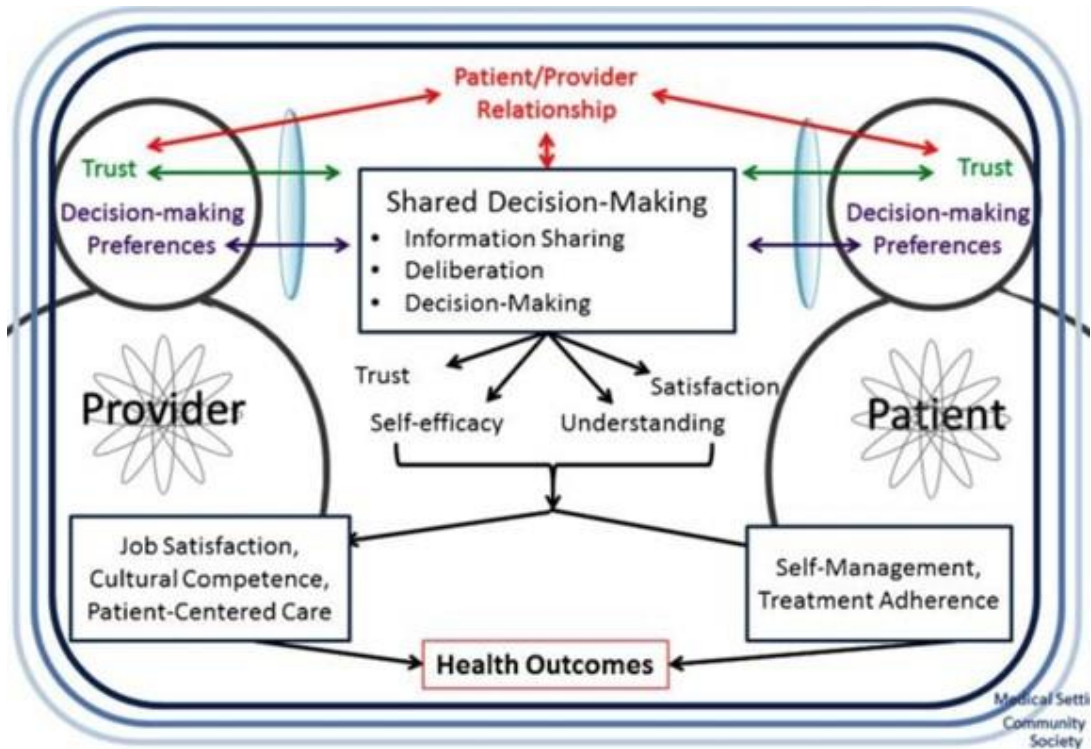 Patient/Provider
Relationship
Trust
Decision-making
Preferences
Shared Decision-Making
• Information Sharing
• Deliberation
• Decision-Making
Trust
Decision-making
Preferences
Trust
Satisfaction
Self-efficacy
Understanding
Provider
Patient
Job Satisfaction,
Cultural Competence,
Patient-Centered Care
Self-Management,
Treatment Adherence
Health Outcomes
Medical Setti
Community
Society